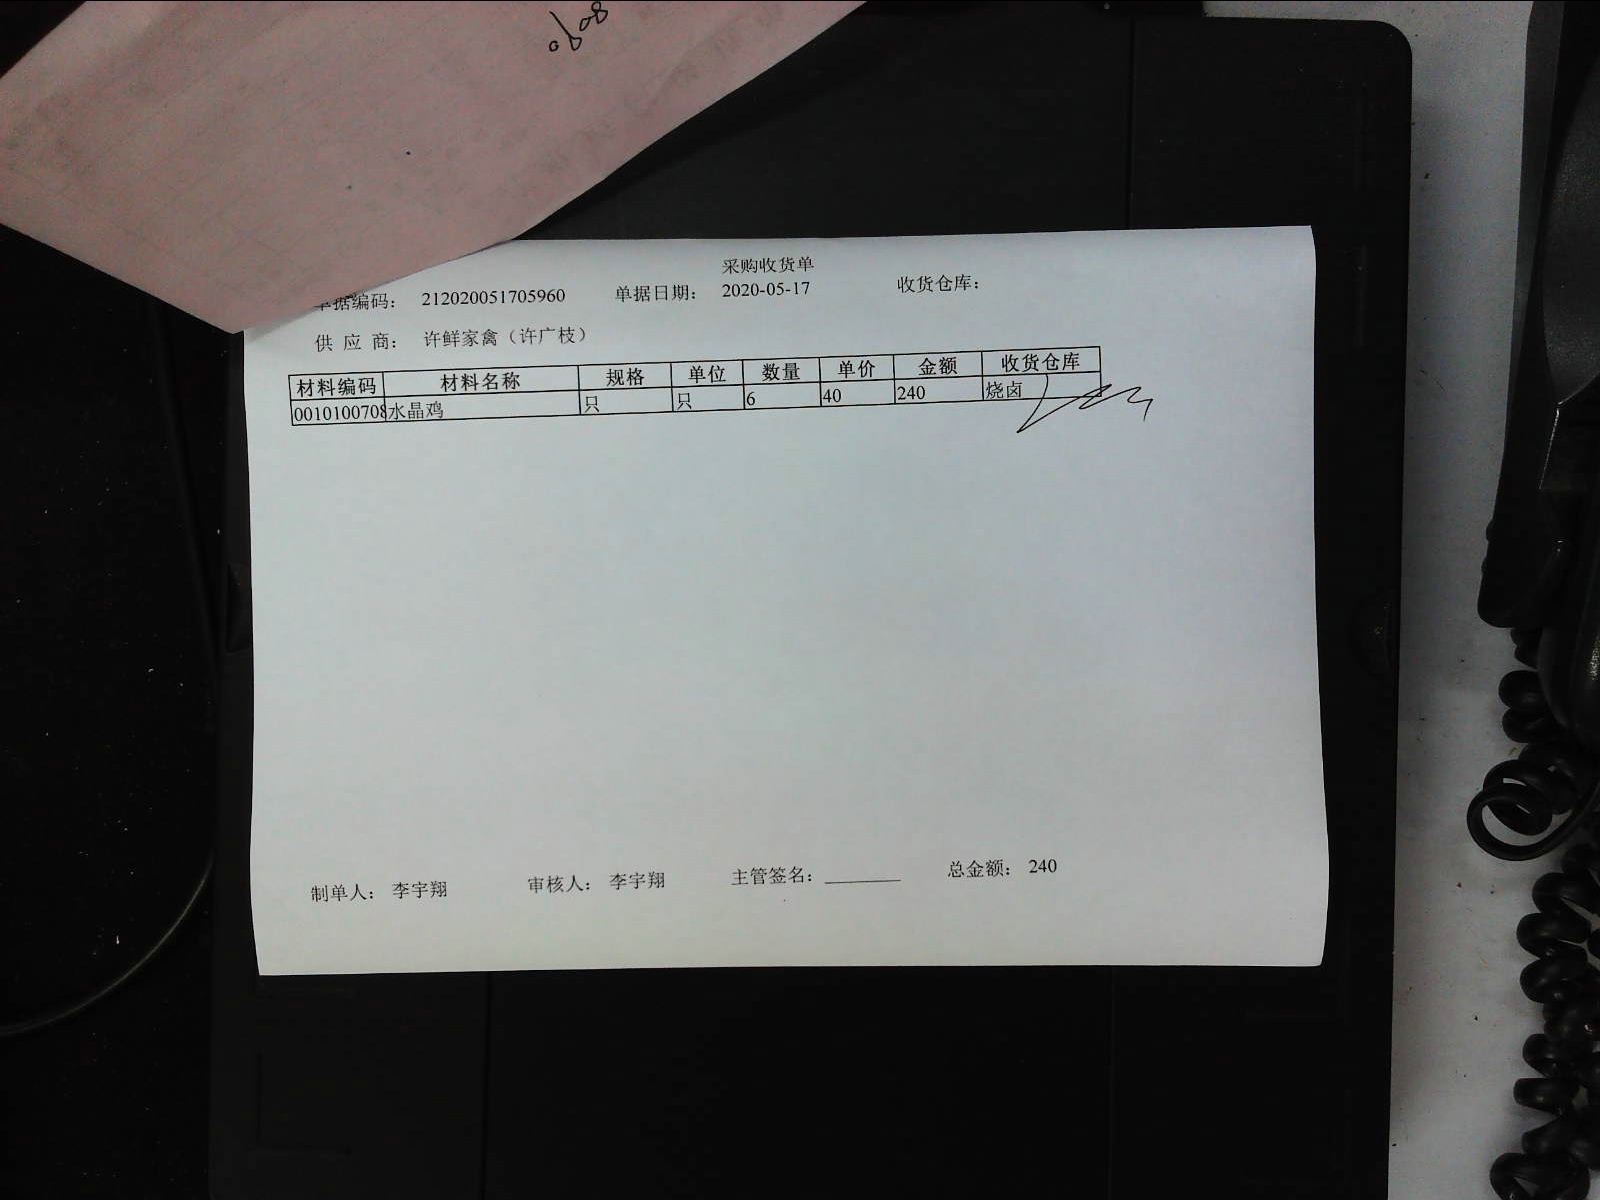 采购收货单
单据编码: 212020051705960 单据日期: 2020-05-17 收货仓库:
供 应 商: 许鲜家禽（许广枝）
材料编码 材料名称 规格 单位 数量 单价 金额 收货仓库
0010100708 水晶鸡 只 只 6 40 240 烧卤
制单人: 李宇翔 审核人: 李宇翔 主管签名: 总金额: 240